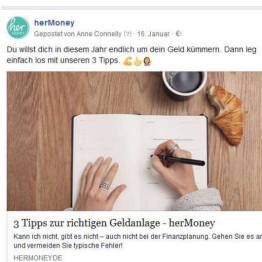 her
herMoney
Gepostet von Anne Connelly [?] · 16. Januar ·
Du willst dich in diesem Jahr endlich um dein Geld kümmern. Dann leg
einfach los mit unseren 3 Tipps. 💪👍🙋
3 Tipps zur richtigen Geldanlage - herMoney
Kann ich nicht, gibt es nicht – auch nicht bei der Finanzplanung. Gehen Sie es an
und vermeiden Sie typische Fehler!
HERMONEY.DE